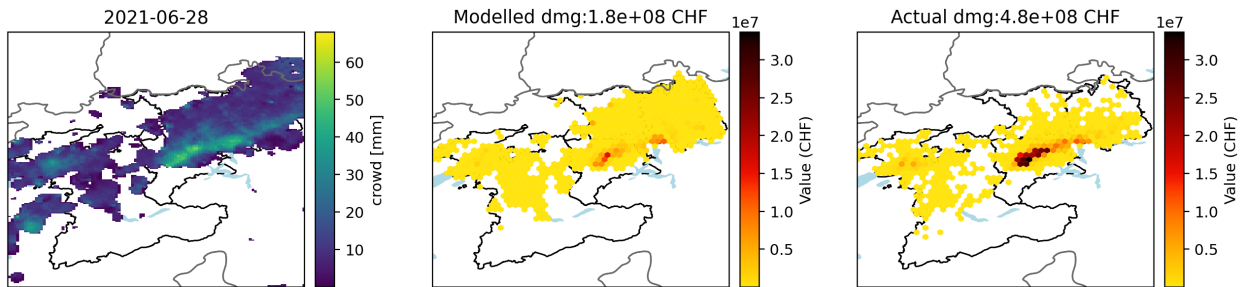 2021-06-28
60
50
40
30
20
10
crowd [mm]
Modelled dmg:1.8e+08 CHF
1e7
3.0
2.5
2.0
1.5
1.0
0.5
Value (CHF)
Actual dmg:4.8e+08 CHF
1e7
3.0
2.5
2.0
1.5
1.0
0.5
Value (CHF)